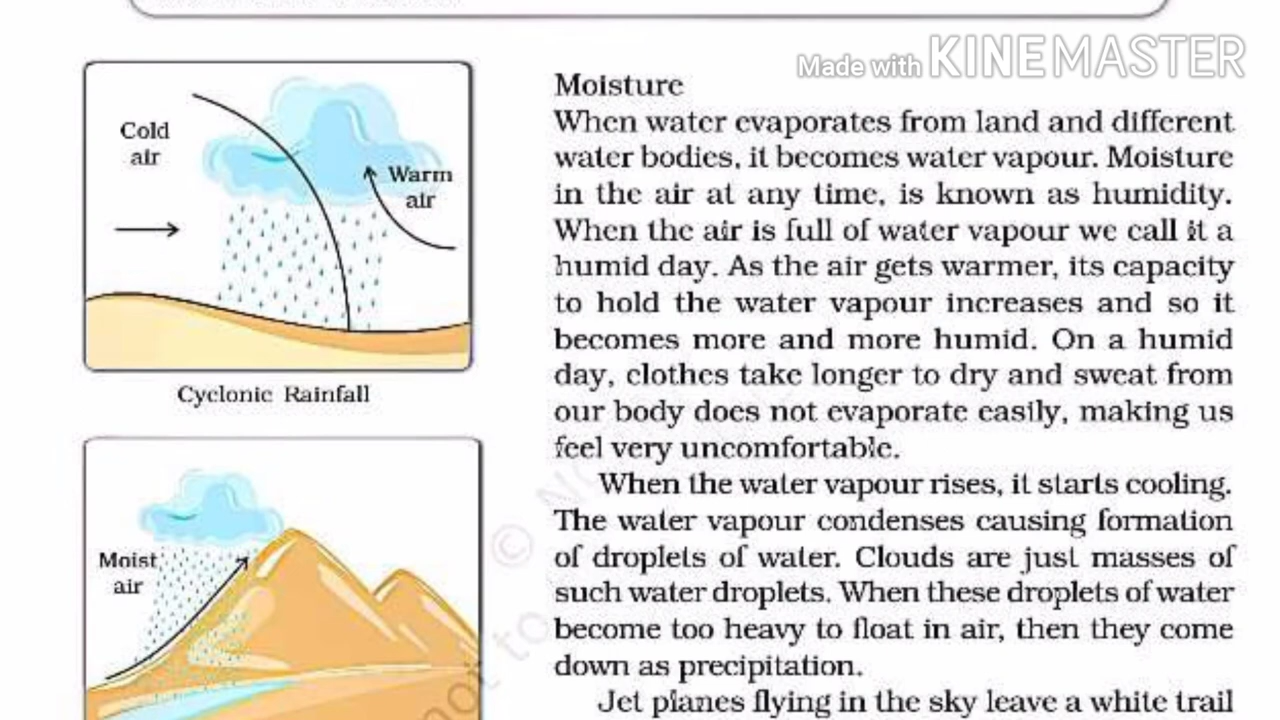 Made with KINEMASTER
Cold
air
Warm
air
Cyclonic Rainfall
Moist
air
Moisture
When water evaporates from land and different
water bodies, it becomes water vapour. Moisture
in the air at any time, is known as humidity.
When the air is full of water vapour we call it a
humid day. As the air gets warmer, its capacity
to hold the water vapour increases and so it
becomes more and more humid. On a humid
day, clothes take longer to dry and sweat from
our body does not evaporate easily, making us
feel very uncomfortable.
When the water vapour rises, it starts cooling.
The water vapour condenses causing formation
of droplets of water. Clouds are just masses of
such water droplets. When these droplets of water
become too heavy to float in air, then they come
down as precipitation.
Jet planes flying in the sky leave a white trail
©
not to